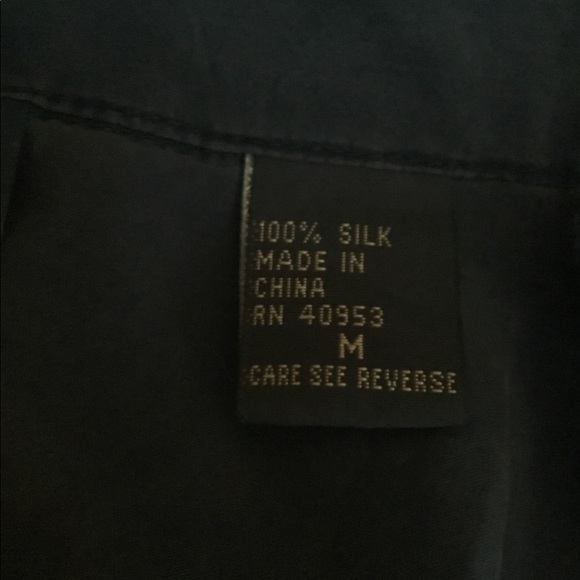 100% SILK
MADE IN
CHINA
RN 40953
M
CARE SEE REVERSE